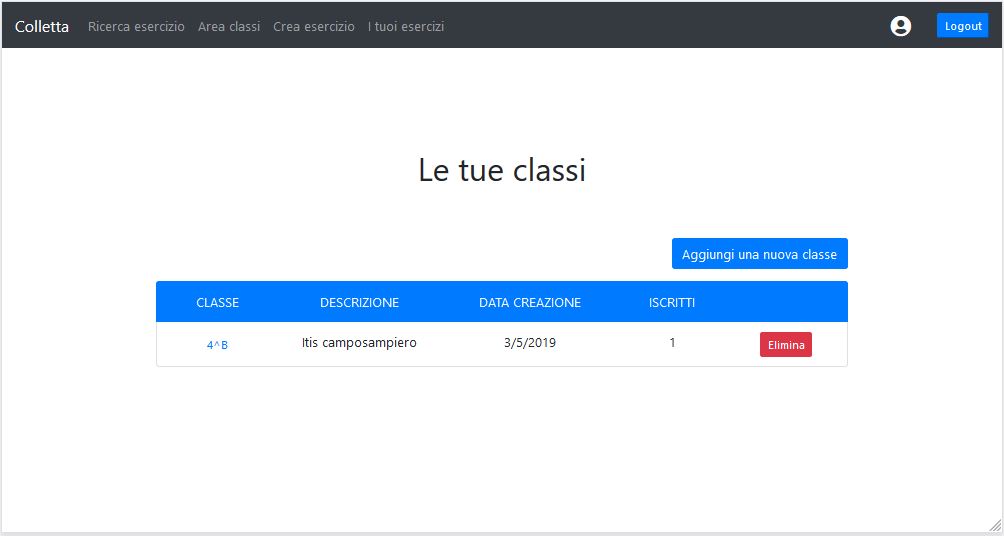 Colletta Ricerca esercizio Area classi Crea esercizio I tuoi esercizi Logout
Le tue classi
Aggiungi una nuova classe
CLASSE DESCRIZIONE DATA CREAZIONE ISCRITTI
4^B Itis camposampiero 3/5/2019 1 Elimina